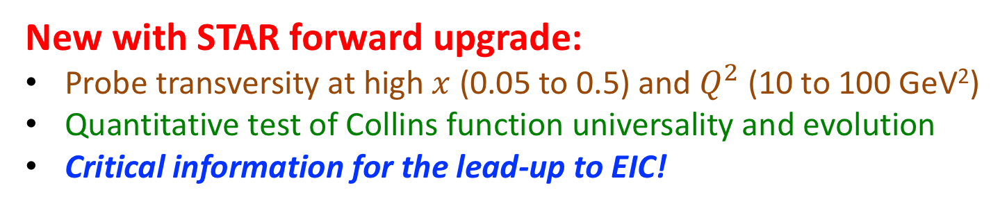 New with STAR forward upgrade:
• Probe transversity at high 𝑥 (0.05 to 0.5) and 𝑄² (10 to 100 GeV²)
• Quantitative test of Collins function universality and evolution
• Critical information for the lead-up to EIC!